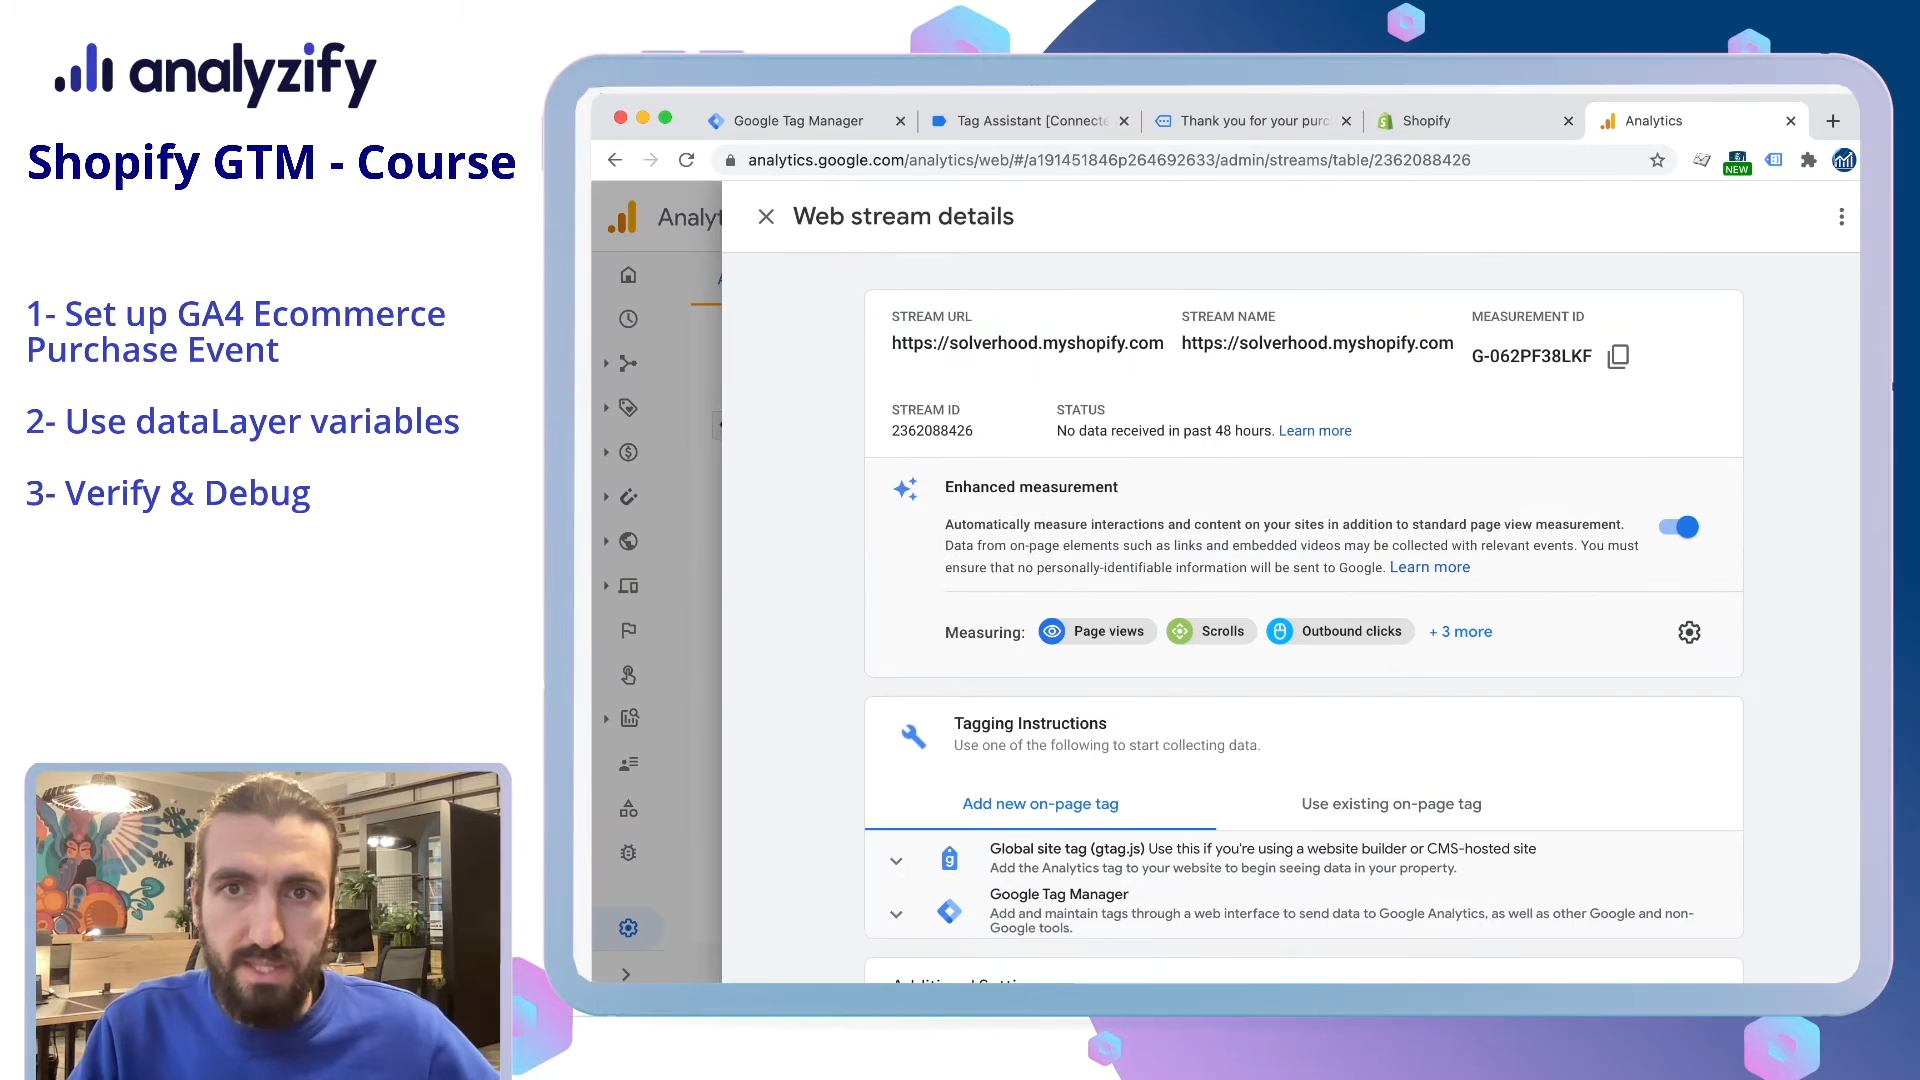 analyzify
Shopify GTM - Course
1- Set up GA4 Ecommerce
Purchase Event
2- Use dataLayer variables
3- Verify & Debug
Google Tag Manager
Tag Assistant [Connecte
Thank you for your purc
Shopify
Analytics
analytics.google.com/analytics/web/#/a191451846p264692633/admin/streams/table/2362088426
NEW
Analyt
Web stream details
STREAM URL
https://solverhood.myshopify.com
STREAM NAME
https://solverhood.myshopify.com
MEASUREMENT ID
G-062PF38LKF
STREAM ID
2362088426
STATUS
No data received in past 48 hours. Learn more
Enhanced measurement
Automatically measure interactions and content on your sites in addition to standard page view measurement.
Data from on-page elements such as links and embedded videos may be collected with relevant events. You must
ensure that no personally-identifiable information will be sent to Google. Learn more
Measuring: Page views Scrolls Outbound clicks + 3 more
Tagging Instructions
Use one of the following to start collecting data.
Add new on-page tag
Use existing on-page tag
Global site tag (gtag.js) Use this if you're using a website builder or CMS-hosted site
Add the Analytics tag to your website to begin seeing data in your property.
Google Tag Manager
Add and maintain tags through a web interface to send data to Google Analytics, as well as other Google and non-
Google tools.